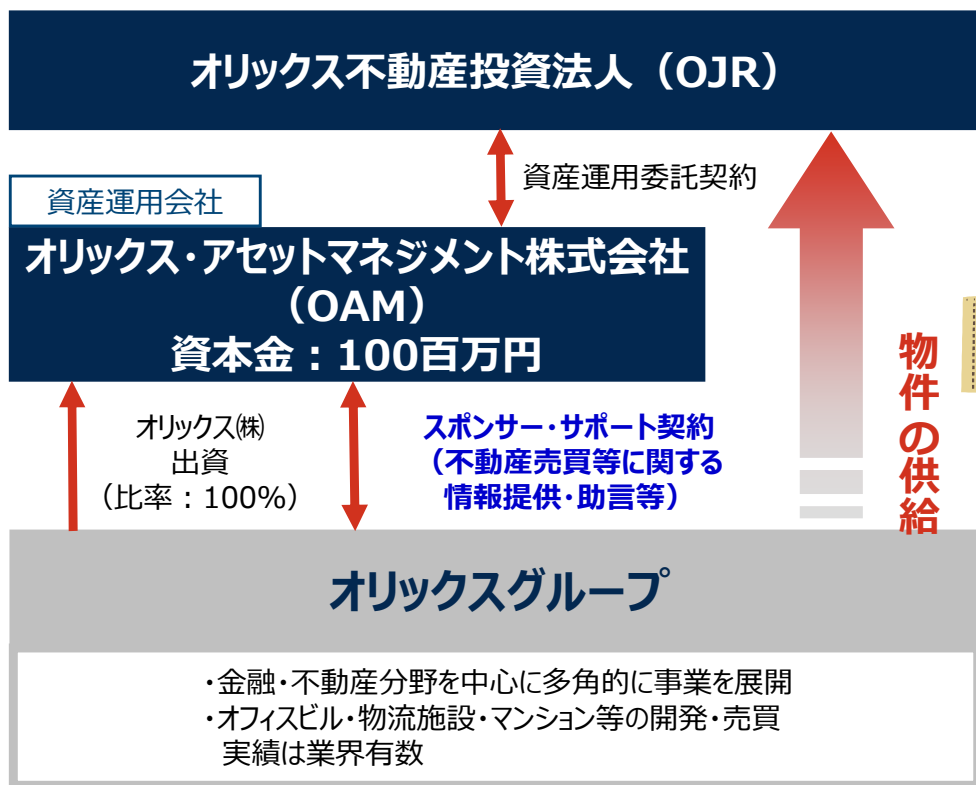 オリックス不動産投資法人（OJR）
資産運用委託契約
資産運用会社
オリックス・アセットマネジメント株式会社
（OAM）
資本金：100百万円
オリックス㈱
出資
（比率：100%）
スポンサー・サポート契約
（不動産売買等に関する
情報提供・助言等）
物件の供給
オリックスグループ
・金融・不動産分野を中心に多角的に事業を展開
・オフィスビル・物流施設・マンション等の開発・売買
実績は業界有数